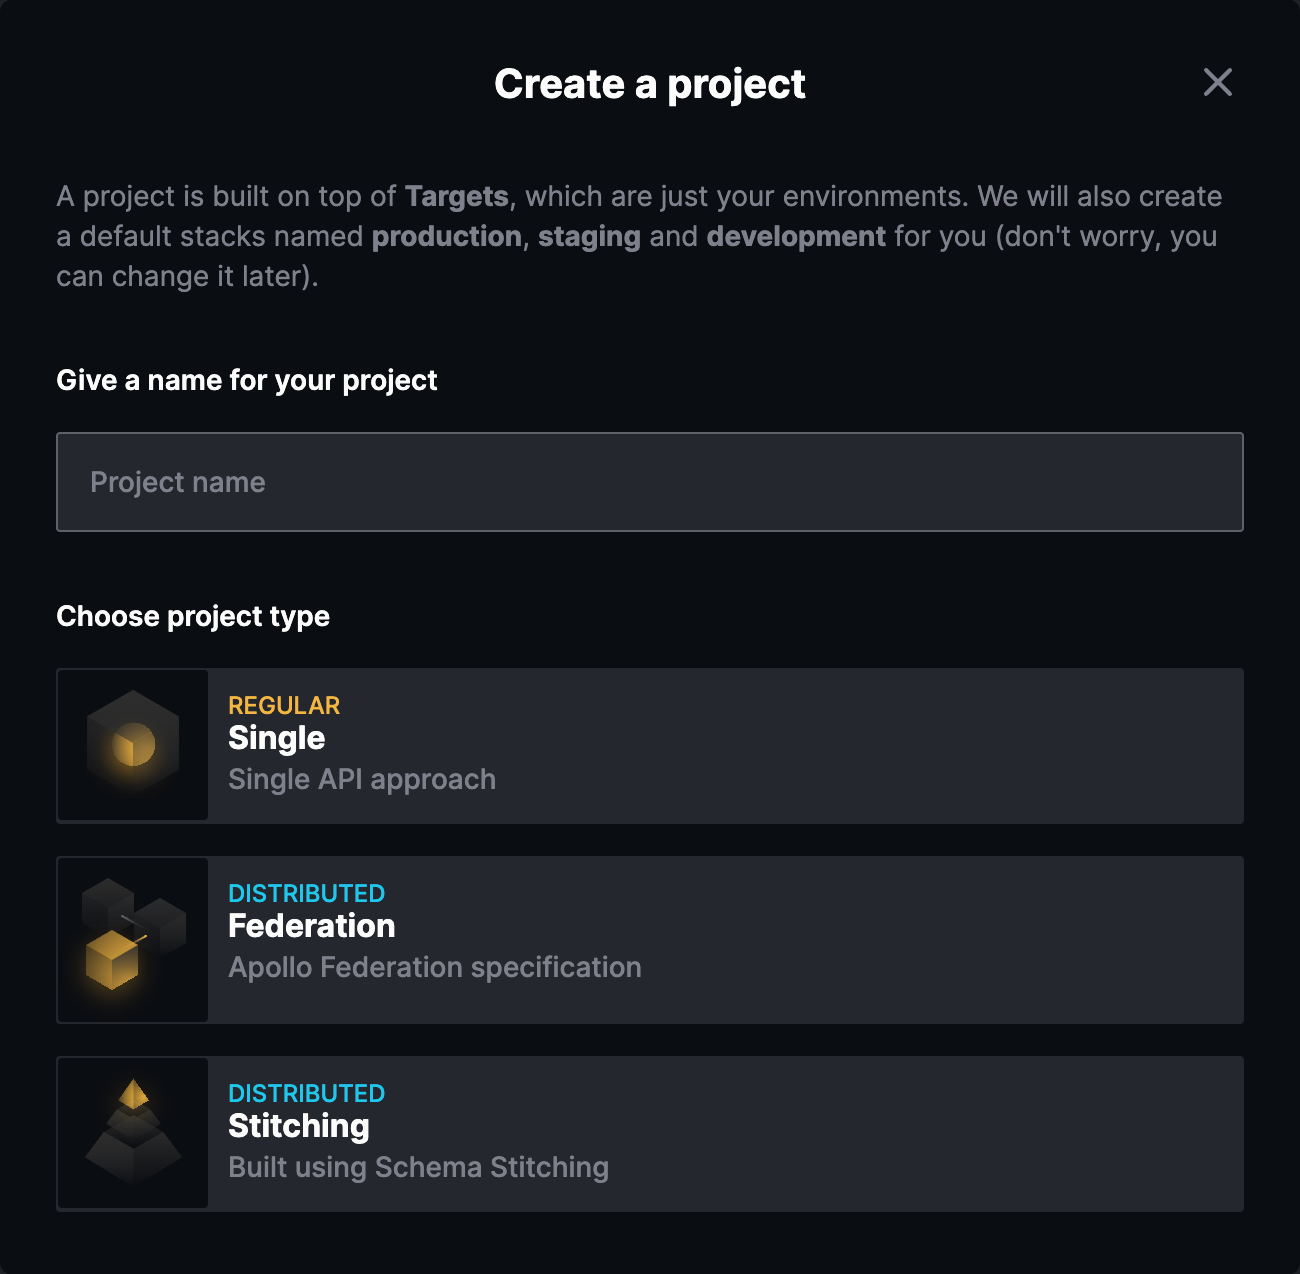 Create a project
A project is built on top of Targets, which are just your environments. We will also create
a default stacks named production, staging and development for you (don't worry, you
can change it later).
Give a name for your project
Project name
Choose project type
REGULAR
Single
Single API approach
DISTRIBUTED
Federation
Apollo Federation specification
DISTRIBUTED
Stitching
Built using Schema Stitching